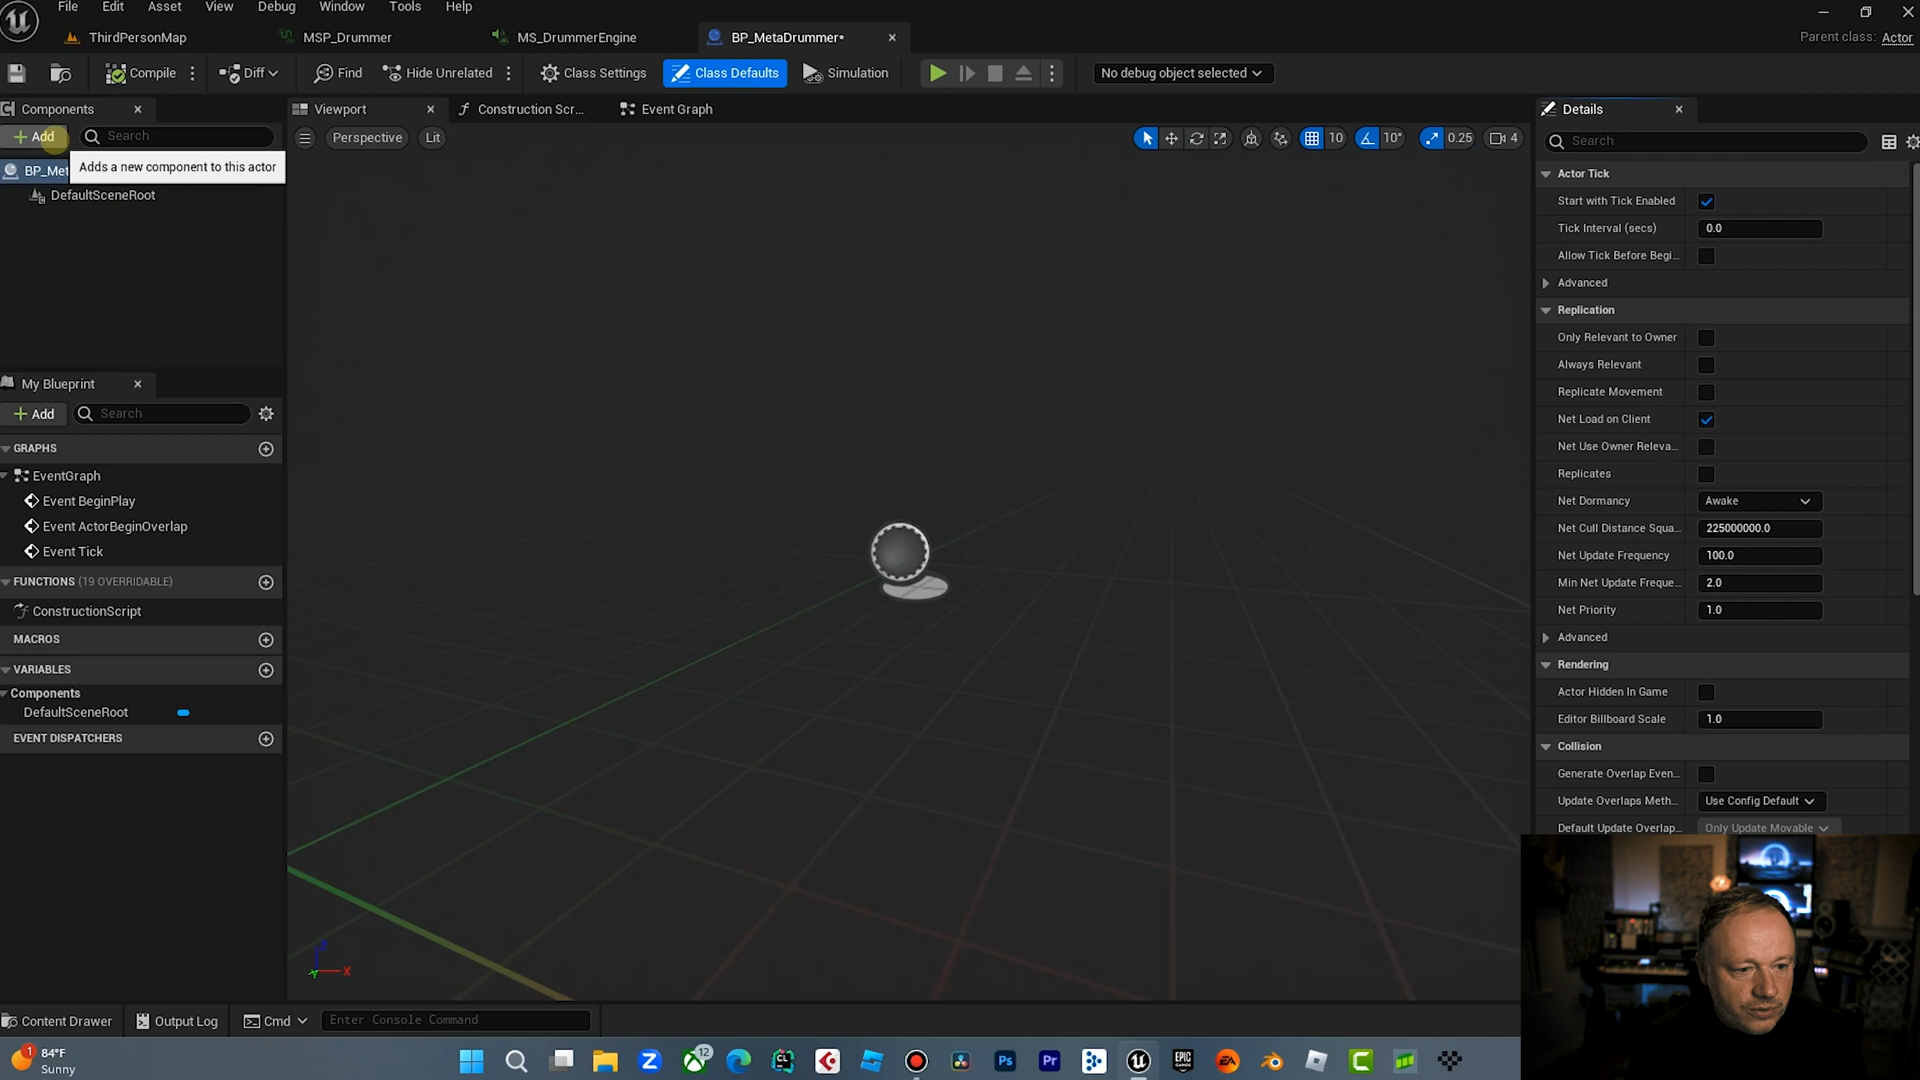 File Edit Asset View Debug Window Tools Help
ThirdPersonMap MSP_Drummer MS_DrummerEngine BP_MetaDrummer*
Parent class: Actor
Compile Diff Find Hide Unrelated Class Settings Class Defaults Simulation No debug object selected
Components Viewport Construction Scr... Event Graph Details
Add Search
Perspective Lit 10 10° 0.25 4
Search
Adds a new component to this actor
BP_Met
DefaultSceneRoot
My Blueprint
Add Search
GRAPHS
EventGraph
Event BeginPlay
Event ActorBeginOverlap
Event Tick
FUNCTIONS (19 OVERRIDABLE)
ConstructionScript
MACROS
VARIABLES
Components
DefaultSceneRoot
EVENT DISPATCHERS
X
Actor Tick
Start with Tick Enabled
Tick Interval (secs) 0.0
Allow Tick Before Begi...
Advanced
Replication
Only Relevant to Owner
Always Relevant
Replicate Movement
Net Load on Client
Net Use Owner Releva...
Replicates
Net Dormancy Awake
Net Cull Distance Squa... 225000000.0
Net Update Frequency 100.0
Min Net Update Freque... 2.0
Net Priority 1.0
Advanced
Rendering
Actor Hidden In Game
Editor Billboard Scale 1.0
Collision
Generate Overlap Even...
Update Overlaps Meth... Use Config Default
Default Update Overlap... Only Update Movable
Content Drawer Output Log Cmd Enter Console Command
1 84°F
Sunny
12
Ps Pr EPIC GAMES EA